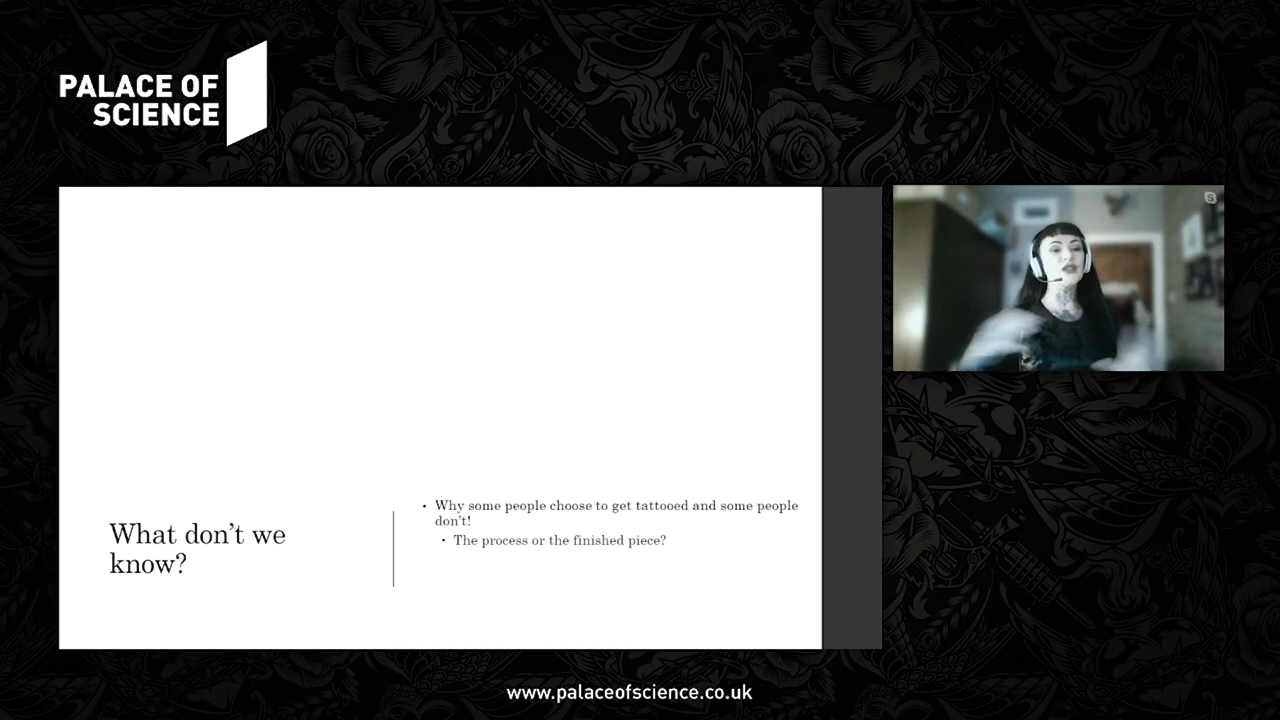 PALACE OF
SCIENCE
What don't we
know?
• Why some people choose to get tattooed and some people
don't!
• The process or the finished piece?
www.palaceofscience.co.uk